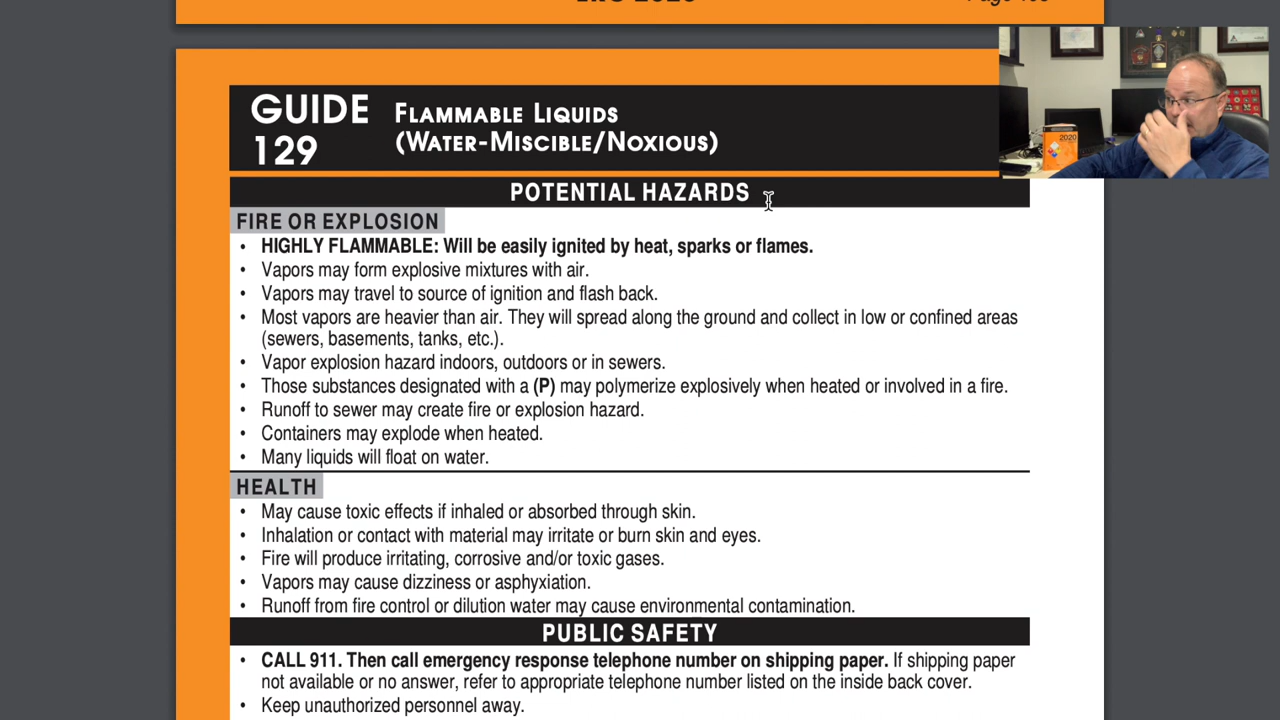 GUIDE
129
FLAMMABLE LIQUIDS
(WATER-MISCIBLE/NOXIOUS)
2020
POTENTIAL HAZARDS
FIRE OR EXPLOSION
• HIGHLY FLAMMABLE: Will be easily ignited by heat, sparks or flames.
• Vapors may form explosive mixtures with air.
• Vapors may travel to source of ignition and flash back.
• Most vapors are heavier than air. They will spread along the ground and collect in low or confined areas
(sewers, basements, tanks, etc.).
• Vapor explosion hazard indoors, outdoors or in sewers.
• Those substances designated with a (P) may polymerize explosively when heated or involved in a fire.
• Runoff to sewer may create fire or explosion hazard.
• Containers may explode when heated.
• Many liquids will float on water.
HEALTH
• May cause toxic effects if inhaled or absorbed through skin.
• Inhalation or contact with material may irritate or burn skin and eyes.
• Fire will produce irritating, corrosive and/or toxic gases.
• Vapors may cause dizziness or asphyxiation.
• Runoff from fire control or dilution water may cause environmental contamination.
PUBLIC SAFETY
• CALL 911. Then call emergency response telephone number on shipping paper. If shipping paper
not available or no answer, refer to appropriate telephone number listed on the inside back cover.
• Keep unauthorized personnel away.